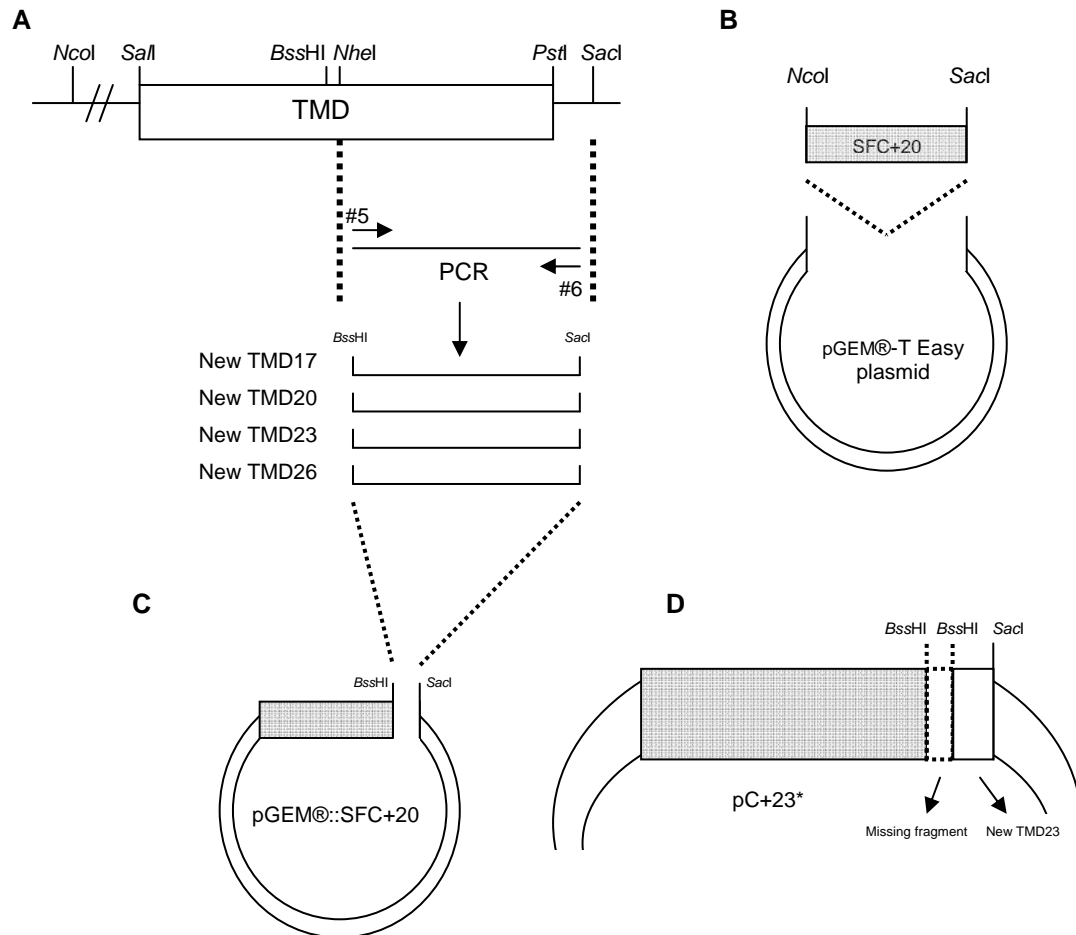 A
NcoI SalI BssHI NheI PstI SacI
TMD
#5
PCR
#6
BssHI SacI
New TMD17
New TMD20
New TMD23
New TMD26
B
NcoI SacI
SFC+20
pGEM®-T Easy
plasmid
C
BssHI SacI
pGEM®::SFC+20
D
BssHI BssHI SacI
pC+23*
Missing fragment New TMD23